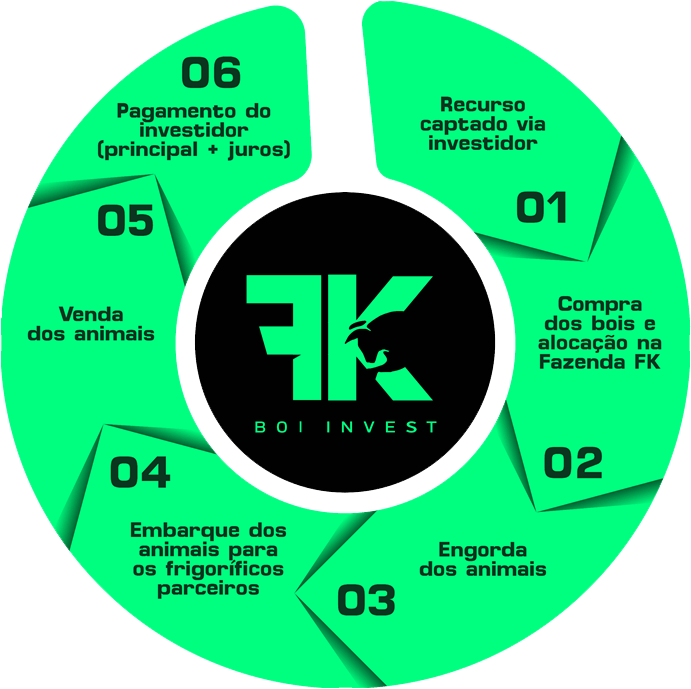 01
Recurso
captado via
investidor
02
Compra
dos bois e
alocação na
Fazenda FK
03
Engorda
dos animais
04
Embarque dos
animais para
os frigoríficos
parceiros
05
Venda
dos animais
06
Pagamento do
investidor
(principal + juros)
FK
BOI INVEST